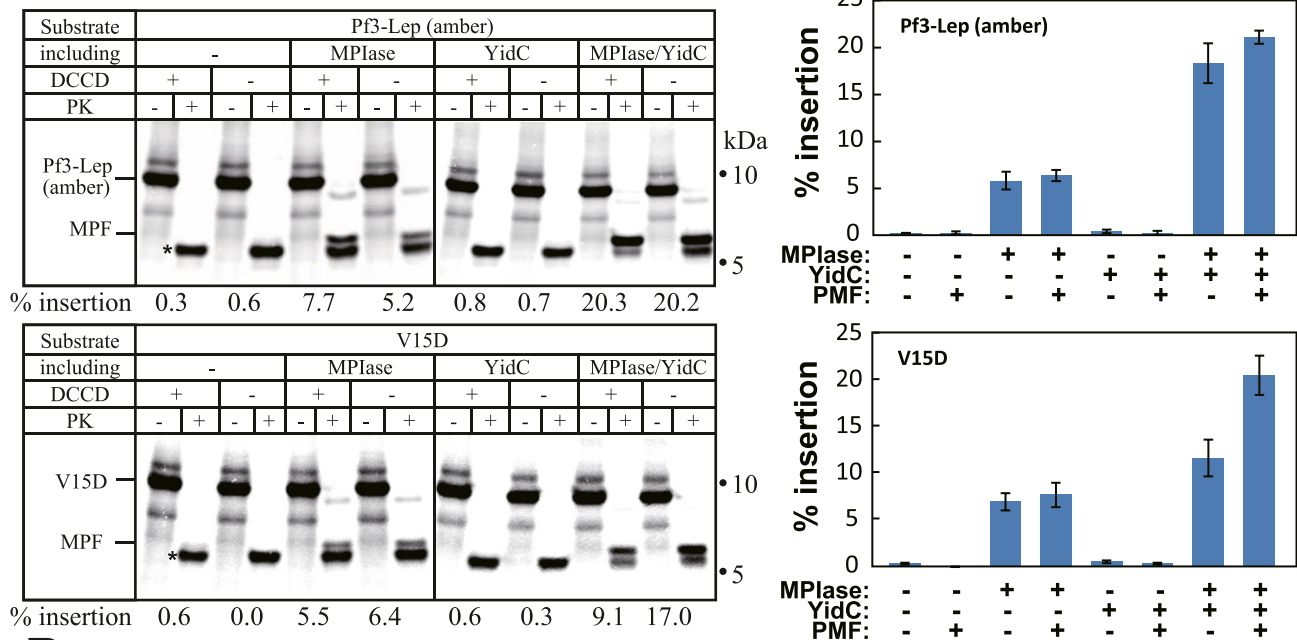 Substrate Pf3-Lep (amber)
including - MPIase YidC MPIase/YidC
DCCD + - + - + - + -
PK - + - + - + - + - + - + - + - +
Pf3-Lep
(amber)
MPF
*
kDa
•10
•5
% insertion 0.3 0.6 7.7 5.2 0.8 0.7 20.3 20.2
Substrate V15D
including - MPIase YidC MPIase/YidC
DCCD + - + - + - + -
PK - + - + - + - + - + - + - + - +
V15D
MPF
*
•10
•5
% insertion 0.6 0.0 5.5 6.4 0.6 0.3 9.1 17.0
Pf3-Lep (amber)
% insertion
25
20
15
10
5
0
MPIase: - - + + - - + +
YidC: - - - - + + + +
PMF: - + - + - + - +
V15D
% insertion
25
20
15
10
5
0
MPIase: - - + + - - + +
YidC: - - - - + + + +
PMF: - + - + - + - +